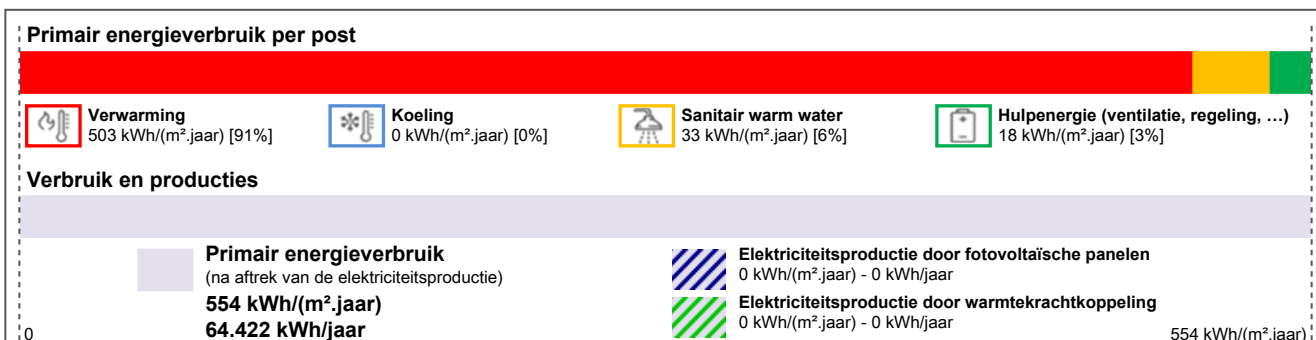 Primair energieverbruik per post
Verwarming
503 kWh/(m².jaar) [91%]
Koeling
0 kWh/(m².jaar) [0%]
Sanitair warm water
33 kWh/(m².jaar) [6%]
Hulpenergie (ventilatie, regeling, …)
18 kWh/(m².jaar) [3%]
Verbruik en producties
Primair energieverbruik
(na aftrek van de elektriciteitsproductie)
554 kWh/(m².jaar)
64.422 kWh/jaar
Elektriciteitsproductie door fotovoltaïsche panelen
0 kWh/(m².jaar) - 0 kWh/jaar
Elektriciteitsproductie door warmtekrachtkoppeling
0 kWh/(m².jaar) - 0 kWh/jaar
0
554 kWh/(m².jaar)